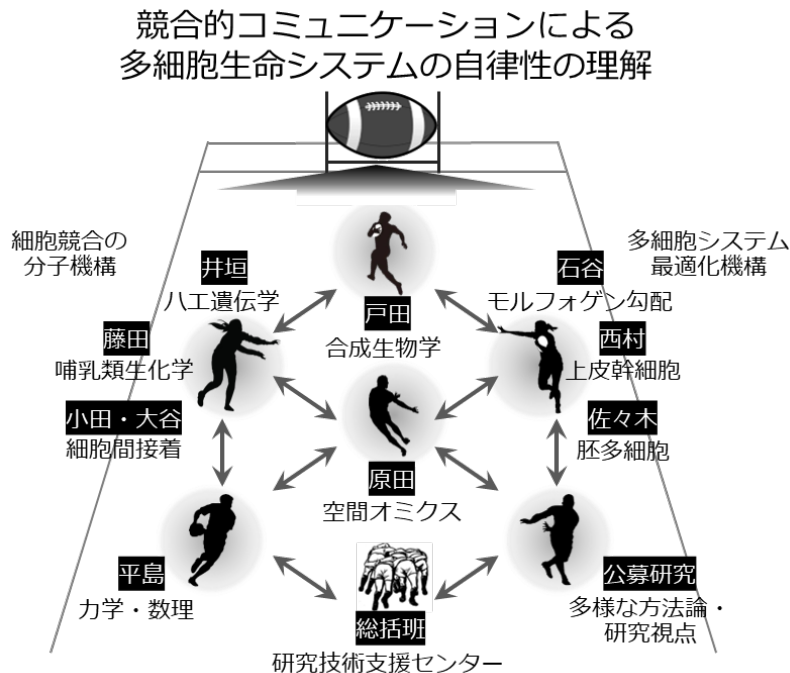 競合的コミュニケーションによる
多細胞生命システムの自律性の理解
細胞競合の
分子機構
多細胞システム
最適化機構
井垣
ハエ遺伝学
石谷
モルフォゲン勾配
戸田
合成生物学
藤田
哺乳類生化学
西村
上皮幹細胞
小田・大谷
細胞間接着
佐々木
胚多細胞
原田
空間オミクス
平島
力学・数理
総括班
研究技術支援センター
公募研究
多様な方法論・
研究視点